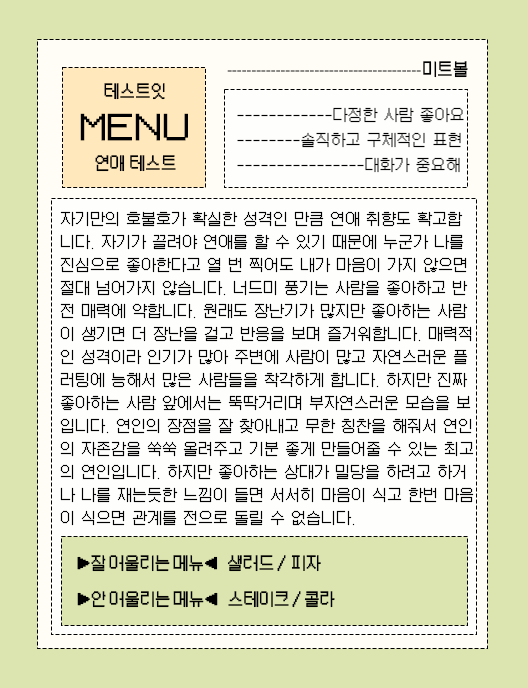 테스트잇
MENU
연애 테스트
미트볼
다정한 사람 좋아요
솔직하고 구체적인 표현
대화가 중요해
자기만의 호불호가 확실한 성격인 만큼 연애 취향도 확고합
니다. 자기가 끌려야 연애를 할 수 있기 때문에 누군가 나를
진심으로 좋아한다고 열 번 찍어도 내가 마음이 가지 않으면
절대 넘어가지 않습니다. 너드미 풍기는 사람을 좋아하고 반
전 매력에 약합니다. 원래도 장난기가 많지만 좋아하는 사람
이 생기면 더 장난을 걸고 반응을 보며 즐거워합니다. 매력적
인 성격이라 인기가 많아 주변에 사람이 많고 자연스러운 플
러팅에 능해서 많은 사람들을 착각하게 합니다. 하지만 진짜
좋아하는 사람 앞에서는 뚝딱거리며 부자연스러운 모습을 보
입니다. 연인의 장점을 잘 찾아내고 무한 칭찬을 해줘서 연인
의 자존감을 쑥쑥 올려주고 기분 좋게 만들어줄 수 있는 최고
의 연인입니다. 하지만 좋아하는 상대가 밀당을 하려고 하거
나 나를 재는듯한 느낌이 들면 서서히 마음이 식고 한번 마음
이 식으면 관계를 전으로 돌릴 수 없습니다.
▶잘 어울리는 메뉴◀ 샐러드 / 피자
▶안 어울리는 메뉴◀ 스테이크 / 콜라